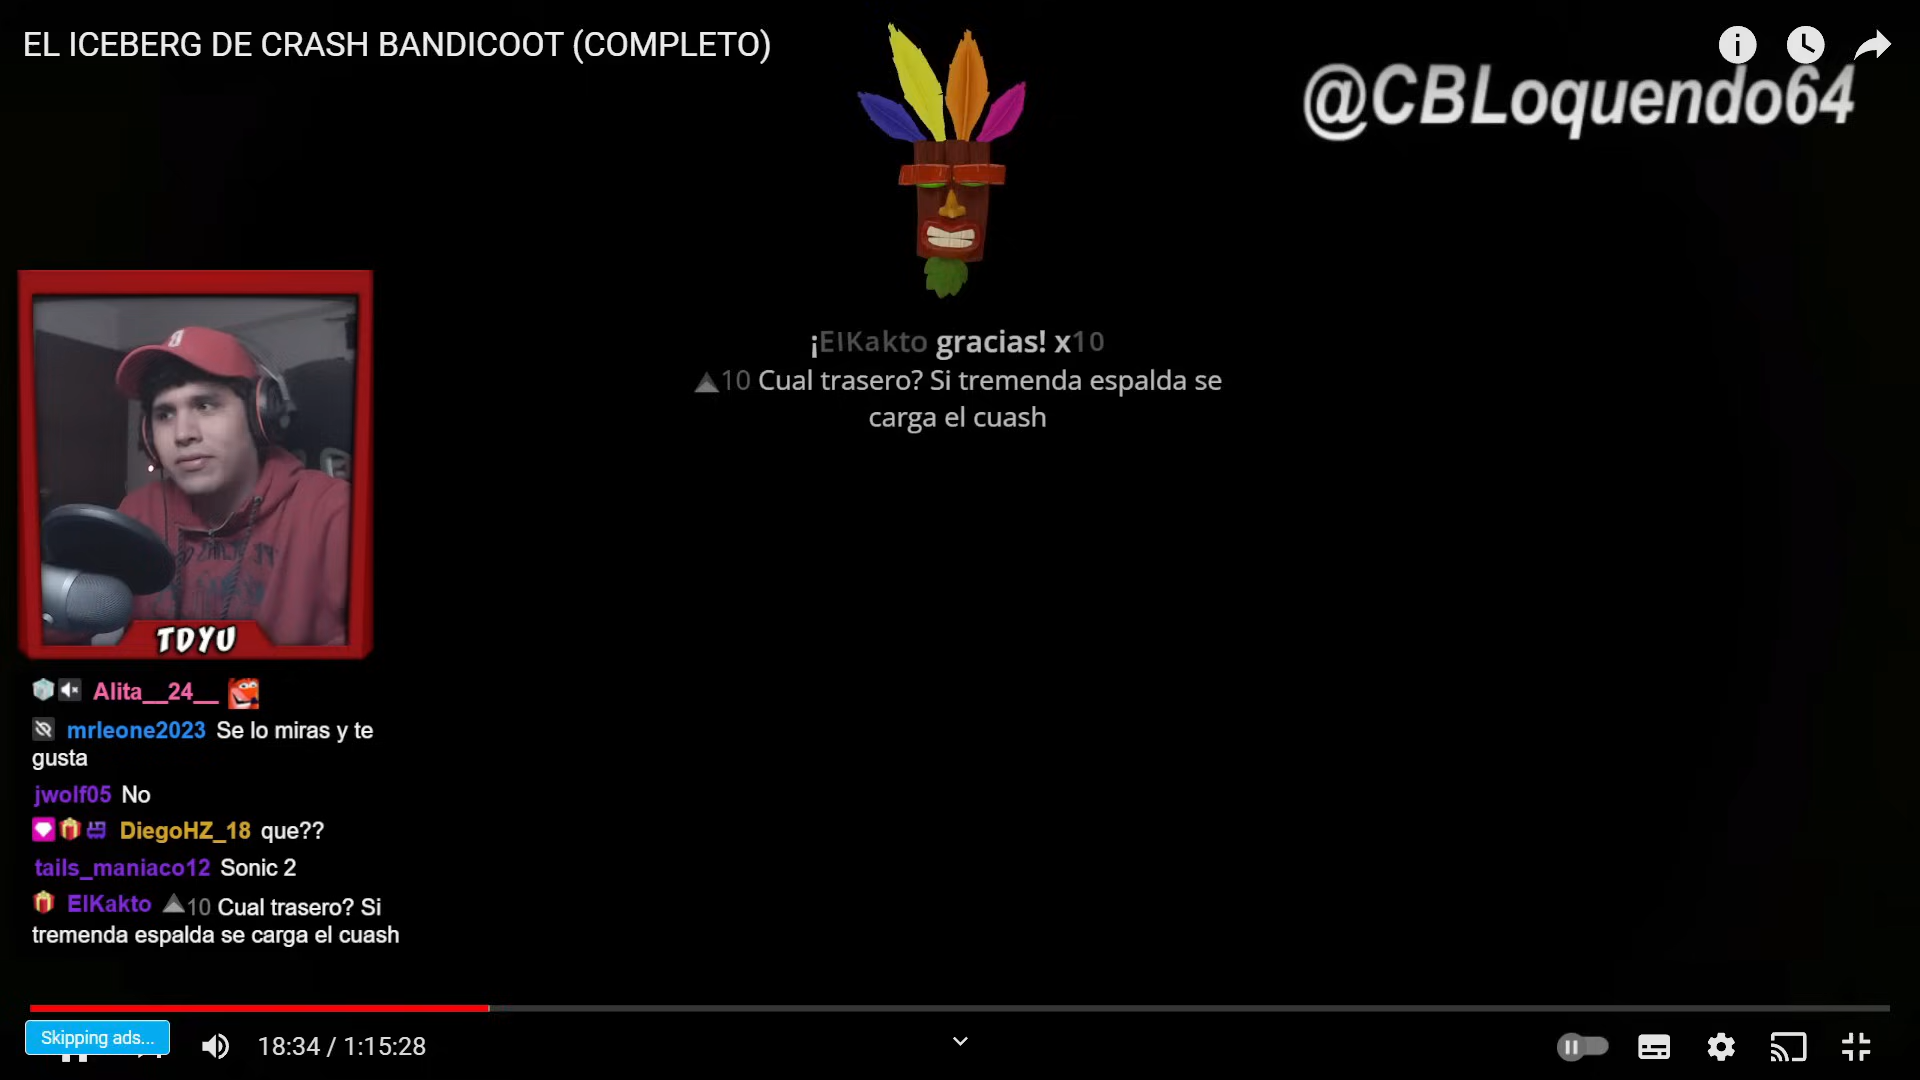 EL ICEBERG DE CRASH BANDICOOT (COMPLETO)
@CBLoquendo64
¡ElKakto gracias! x10
10 Cual trasero? Si tremenda espalda se
carga el cuash
TDYU
Alita__24__
mrleone2023 Se lo miras y te
gusta
jwolf05 No
DiegoHZ_18 que??
tails_maniaco12 Sonic 2
ElKakto 10 Cual trasero? Si
tremenda espalda se carga el cuash
Skipping ads...
18:34 / 1:15:28